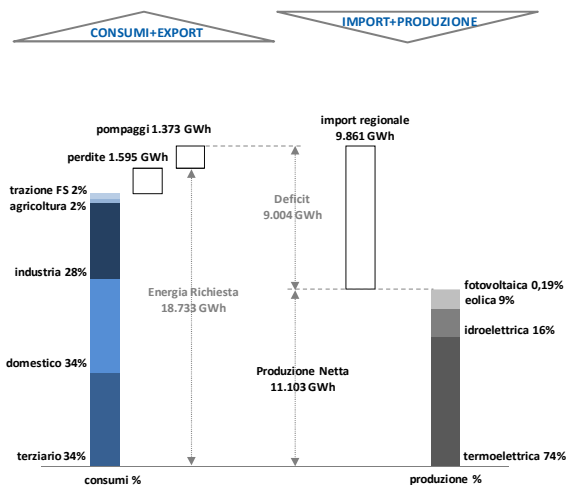 CONSUMI+EXPORT
IMPORT+PRODUZIONE
pompaggi 1.373 GWh
import regionale
9.861 GWh
perdite 1.595 GWh
trazione FS 2%
agricoltura 2%
Deficit
9.004 GWh
industria 28%
Energia Richiesta
18.733 GWh
fotovoltaica 0,19%
eolica 9%
idroelettrica 16%
domestico 34%
Produzione Netta
11.103 GWh
terziario 34%
termoelettrica 74%
consumi %
produzione %